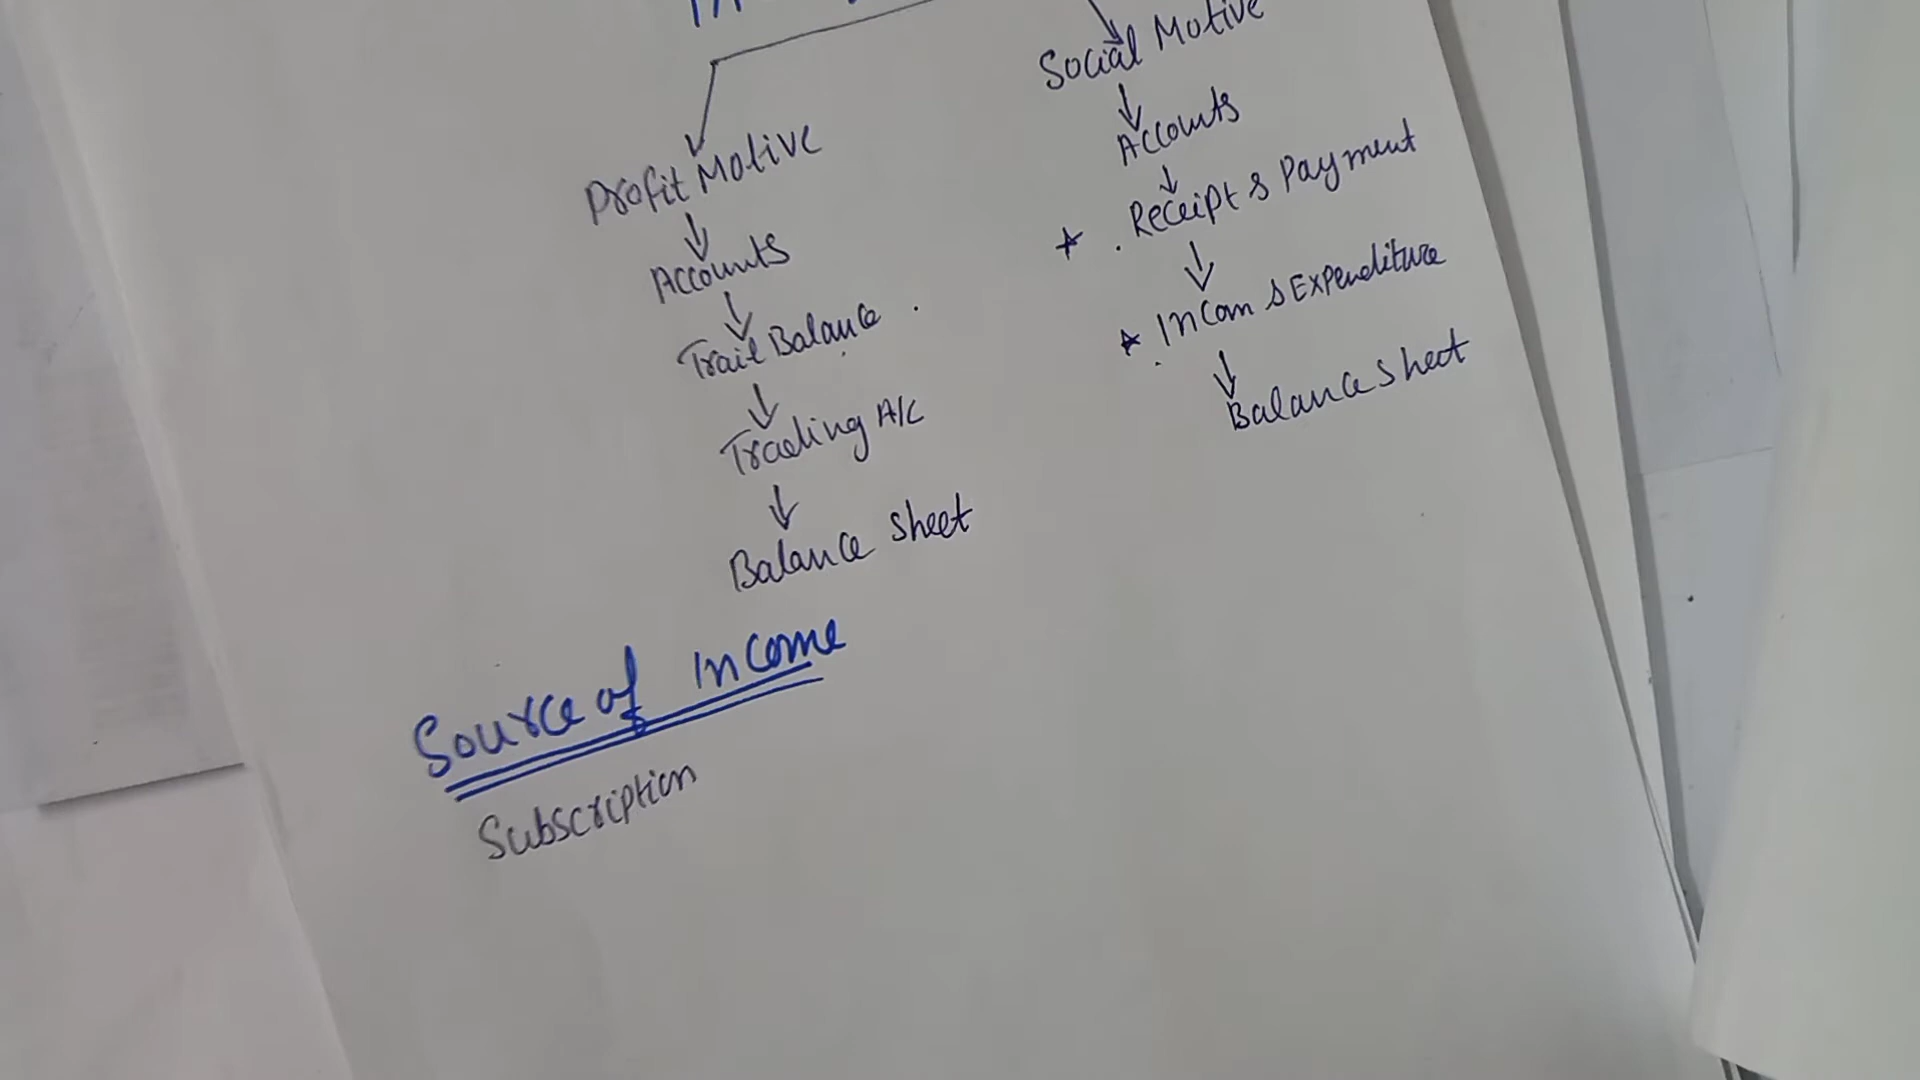 Profit Motive
Accounts
Trail Balance
Trading A/c
Balance sheet
Social Motive
Accounts
Receipt & Payment
Incom & Expenditure
Balance sheet
Source of Income
Subscription